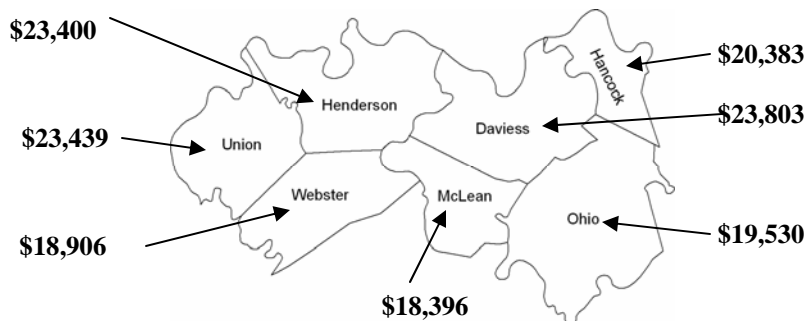 $23,400
Hancock
$20,383
Henderson
$23,803
Daviess
$23,439
Union
Webster
McLean
Ohio
$18,906
$19,530
$18,396